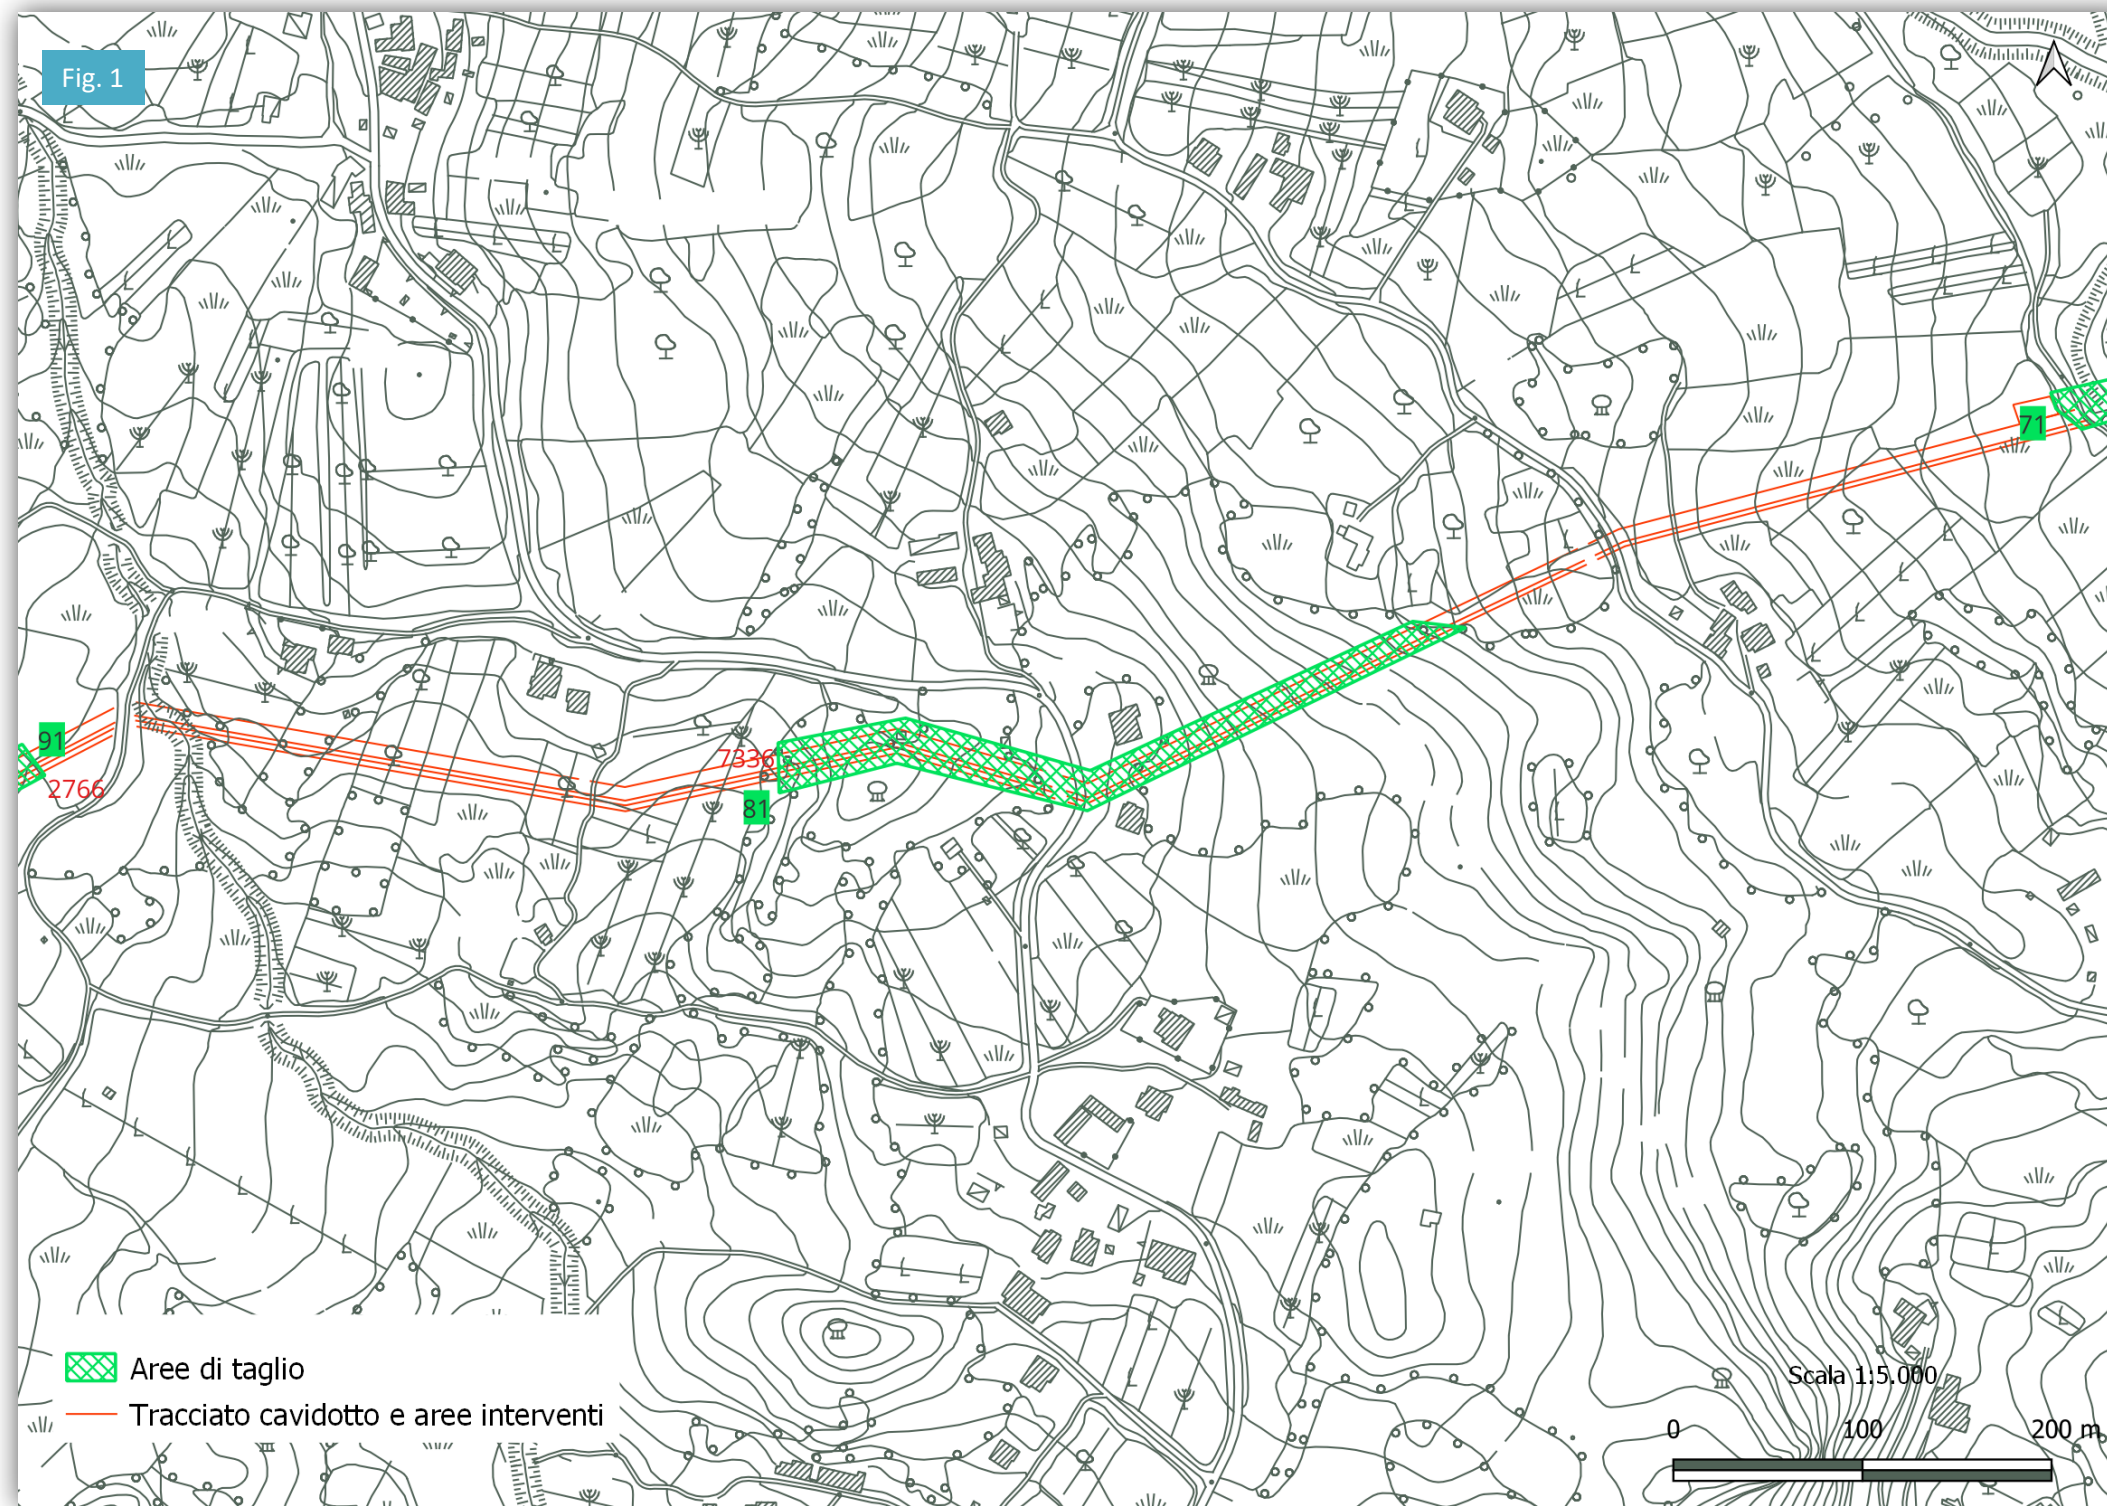 Fig. 1
71
91
7336
2766
81
Aree di taglio
Tracciato cavidotto e aree interventi
Scala 1:5.000
0 100 200 m